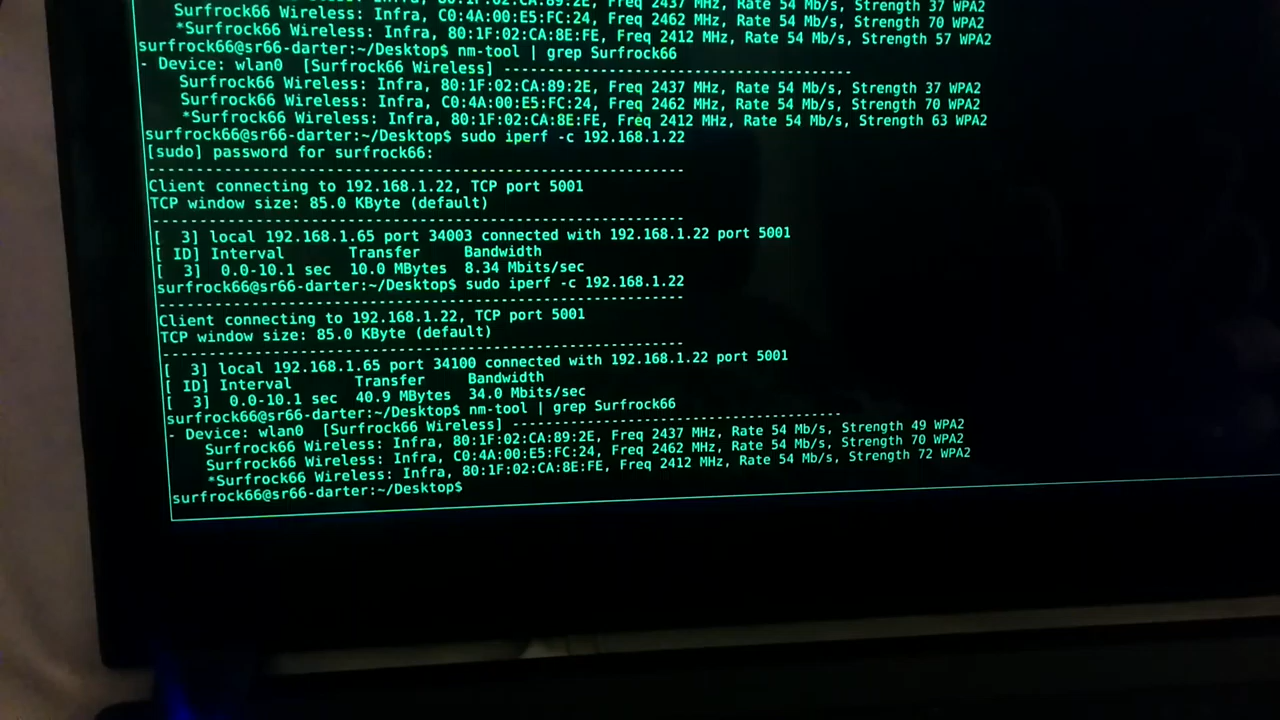 Surfrock66 Wireless: Infra, C0:4A:00:E5:FC:24, Freq 2462 MHz, Rate 54 Mb/s, Strength 70 WPA2
*Surfrock66 Wireless: Infra, 80:1F:02:CA:8E:FE, Freq 2412 MHz, Rate 54 Mb/s, Strength 57 WPA2
surfrock66@sr66-darter:~/Desktop$ nm-tool | grep Surfrock66
- Device: wlan0  [Surfrock66 Wireless] ----------------------------------------
Surfrock66 Wireless: Infra, 80:1F:02:CA:89:2E, Freq 2437 MHz, Rate 54 Mb/s, Strength 37 WPA2
Surfrock66 Wireless: Infra, C0:4A:00:E5:FC:24, Freq 2462 MHz, Rate 54 Mb/s, Strength 70 WPA2
*Surfrock66 Wireless: Infra, 80:1F:02:CA:8E:FE, Freq 2412 MHz, Rate 54 Mb/s, Strength 63 WPA2
surfrock66@sr66-darter:~/Desktop$ sudo iperf -c 192.168.1.22
[sudo] password for surfrock66:
------------------------------------------------------------
Client connecting to 192.168.1.22, TCP port 5001
TCP window size: 85.0 KByte (default)
------------------------------------------------------------
[  3] local 192.168.1.65 port 34003 connected with 192.168.1.22 port 5001
[ ID] Interval       Transfer     Bandwidth
[  3]  0.0-10.1 sec  10.0 MBytes  8.34 Mbits/sec
surfrock66@sr66-darter:~/Desktop$ sudo iperf -c 192.168.1.22
------------------------------------------------------------
Client connecting to 192.168.1.22, TCP port 5001
TCP window size: 85.0 KByte (default)
------------------------------------------------------------
[  3] local 192.168.1.65 port 34100 connected with 192.168.1.22 port 5001
[ ID] Interval       Transfer     Bandwidth
[  3]  0.0-10.1 sec  40.9 MBytes  34.0 Mbits/sec
surfrock66@sr66-darter:~/Desktop$ nm-tool | grep Surfrock66
- Device: wlan0  [Surfrock66 Wireless] ----------------------------------------
Surfrock66 Wireless: Infra, 80:1F:02:CA:89:2E, Freq 2437 MHz, Rate 54 Mb/s, Strength 49 WPA2
Surfrock66 Wireless: Infra, C0:4A:00:E5:FC:24, Freq 2462 MHz, Rate 54 Mb/s, Strength 70 WPA2
*Surfrock66 Wireless: Infra, 80:1F:02:CA:8E:FE, Freq 2412 MHz, Rate 54 Mb/s, Strength 72 WPA2
surfrock66@sr66-darter:~/Desktop$